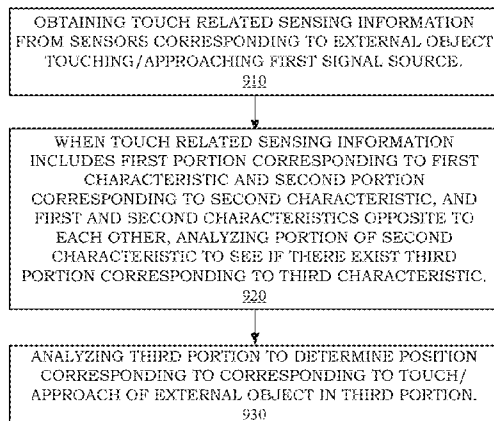 OBTAINING TOUCH RELATED SENSING INFORMATION
FROM SENSORS CORRESPONDING TO EXTERNAL OBJECT
TOUCHING/APPROACHING FIRST SIGNAL SOURCE.
910
WHEN TOUCH RELATED SENSING INFORMATION
INCLUDES FIRST PORTION CORRESPONDING TO FIRST
CHARACTERISTIC AND SECOND PORTION
CORRESPONDING TO SECOND CHARACTERISTIC, AND
FIRST AND SECOND CHARACTERISTICS OPPOSITE TO
EACH OTHER, ANALYZING PORTION OF SECOND
CHARACTERISTIC TO SEE IF THERE EXIST THIRD
PORTION CORRESPONDING TO THIRD CHARACTERISTIC.
920
ANALYZING THIRD PORTION TO DETERMINE POSITION
CORRESPONDING TO CORRESPONDING TO TOUCH/
APPROACH OF EXTERNAL OBJECT IN THIRD PORTION.
930